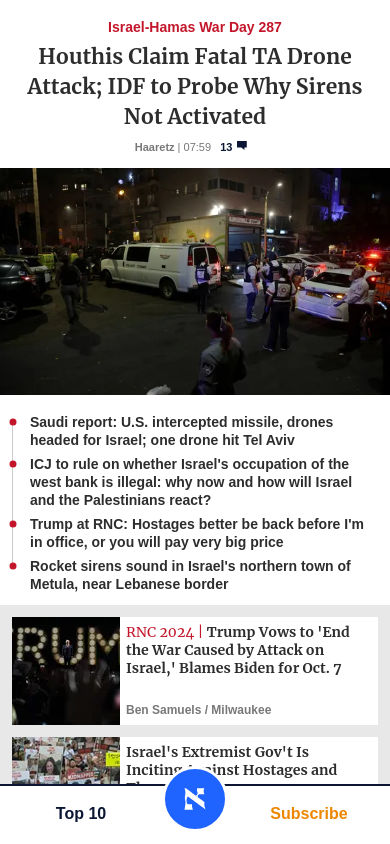 Israel-Hamas War Day 287
Houthis Claim Fatal TA Drone
Attack; IDF to Probe Why Sirens
Not Activated
Haaretz | 07:59 13
Saudi report: U.S. intercepted missile, drones
headed for Israel; one drone hit Tel Aviv
ICJ to rule on whether Israel's occupation of the
west bank is illegal: why now and how will Israel
and the Palestinians react?
Trump at RNC: Hostages better be back before I'm
in office, or you will pay very big price
Rocket sirens sound in Israel's northern town of
Metula, near Lebanese border
RUM
RNC 2024 | Trump Vows to 'End
the War Caused by Attack on
Israel,' Blames Biden for Oct. 7
Ben Samuels / Milwaukee
Israel's Extremist Gov't Is
Inciting Against Hostages and
Top 10
Subscribe